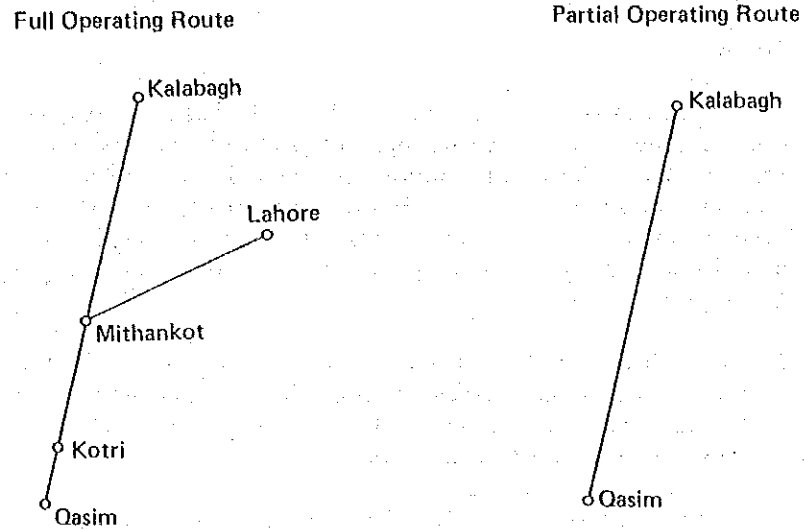 Full Operating Route
Kalabagh
Lahore
Mithankot
Kotri
Qasim
Partial Operating Route
Kalabagh
Qasim